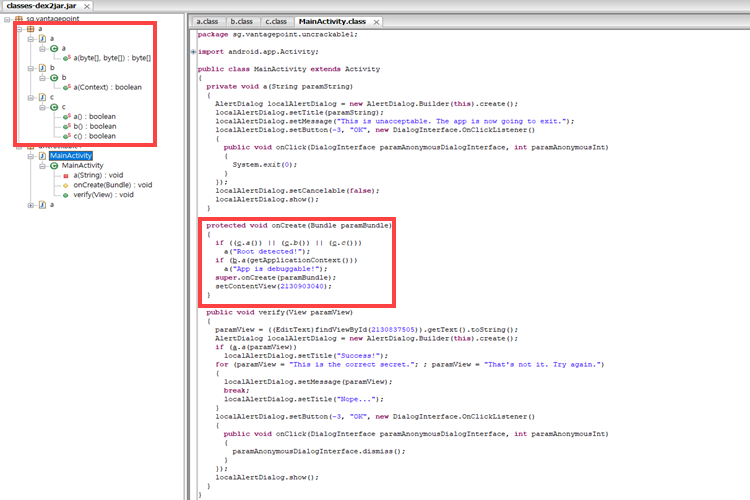 classes-dex2jar.jar
sg.vantagepoint
a
a
a
a(byte[], byte[]) : byte[]
b
b
a(Context) : boolean
c
c
a() : boolean
b() : boolean
c() : boolean
MainActivity
MainActivity
a(String) : void
onCreate(Bundle) : void
verify(View) : void
a
a.class b.class c.class MainActivity.class
package sg.vantagepoint.uncrackable1;
import android.app.Activity;
public class MainActivity extends Activity
{
private void a(String paramString)
{
AlertDialog localAlertDialog = new AlertDialog.Builder(this).create();
localAlertDialog.setTitle(paramString);
localAlertDialog.setMessage("This is unacceptable. The app is now going to exit.");
localAlertDialog.setButton(-3, "OK", new DialogInterface.OnClickListener()
{
public void onClick(DialogInterface paramAnonymousDialogInterface, int paramAnonymousInt)
{
System.exit(0);
}
});
localAlertDialog.setCancelable(false);
localAlertDialog.show();
}
protected void onCreate(Bundle paramBundle)
{
if ((c.a()) || (c.b()) || (c.c()))
a("Root detected!");
if (b.a(getApplicationContext()))
a("App is debuggable!");
super.onCreate(paramBundle);
setContentView(2130903040);
}
public void verify(View paramView)
{
paramView = ((EditText)findViewById(2130837505)).getText().toString();
AlertDialog localAlertDialog = new AlertDialog.Builder(this).create();
if (a.a(paramView))
localAlertDialog.setTitle("Success!");
for (paramView = "This is the correct secret."; ; paramView = "That's not it. Try again.")
{
localAlertDialog.setMessage(paramView);
break;
localAlertDialog.setTitle("Nope...");
}
localAlertDialog.setButton(-3, "OK", new DialogInterface.OnClickListener()
{
public void onClick(DialogInterface paramAnonymousDialogInterface, int paramAnonymousInt)
{
paramAnonymousDialogInterface.dismiss();
}
});
localAlertDialog.show();
}
}